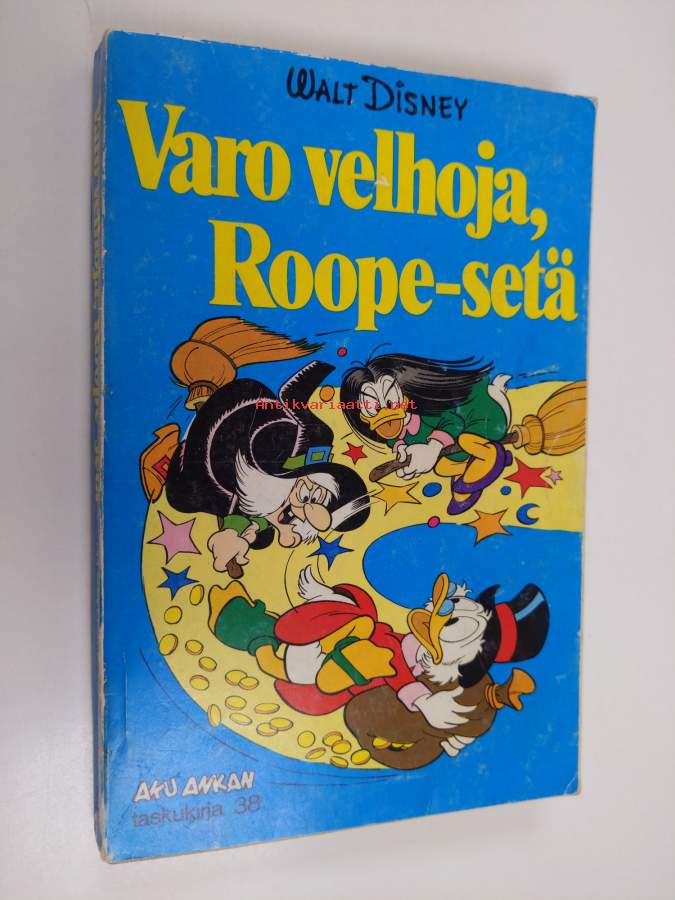 WALT DISNEY
Varo velhoja,
Roope-setä
Antikvariaatti.net
AKU ANKAN
taskukirja 38